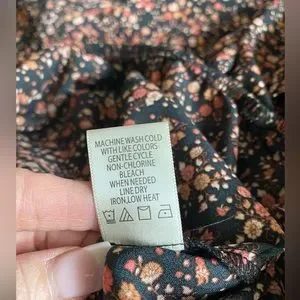 MACHINE WASH COLD
WITH LIKE COLORS
GENTLE CYCLE
NON-CHLORINE
BLEACH
WHEN NEEDED
LINE DRY
IRON,LOW HEAT